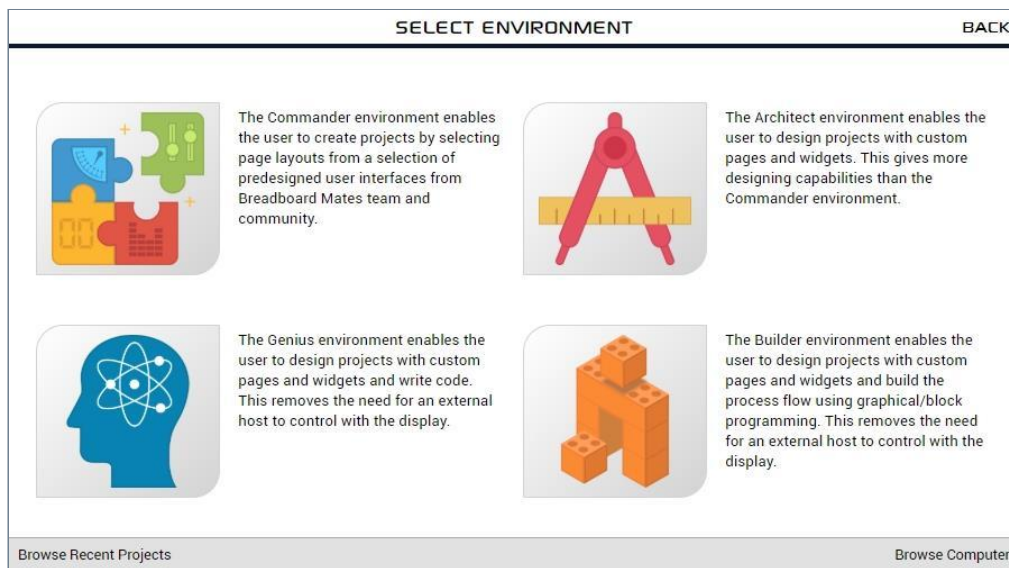 SELECT ENVIRONMENT
BACK
The Commander environment enables
the user to create projects by selecting
page layouts from a selection of
predesigned user interfaces from
Breadboard Mates team and
community.
The Architect environment enables the
user to design projects with custom
pages and widgets. This gives more
designing capabilities than the
Commander environment.
The Genius environment enables the
user to design projects with custom
pages and widgets and write code.
This removes the need for an external
host to control with the display.
The Builder environment enables the
user to design projects with custom
pages and widgets and build the
process flow using graphical/block
programming. This removes the need
for an external host to control with the
display.
Browse Recent Projects
Browse Computer